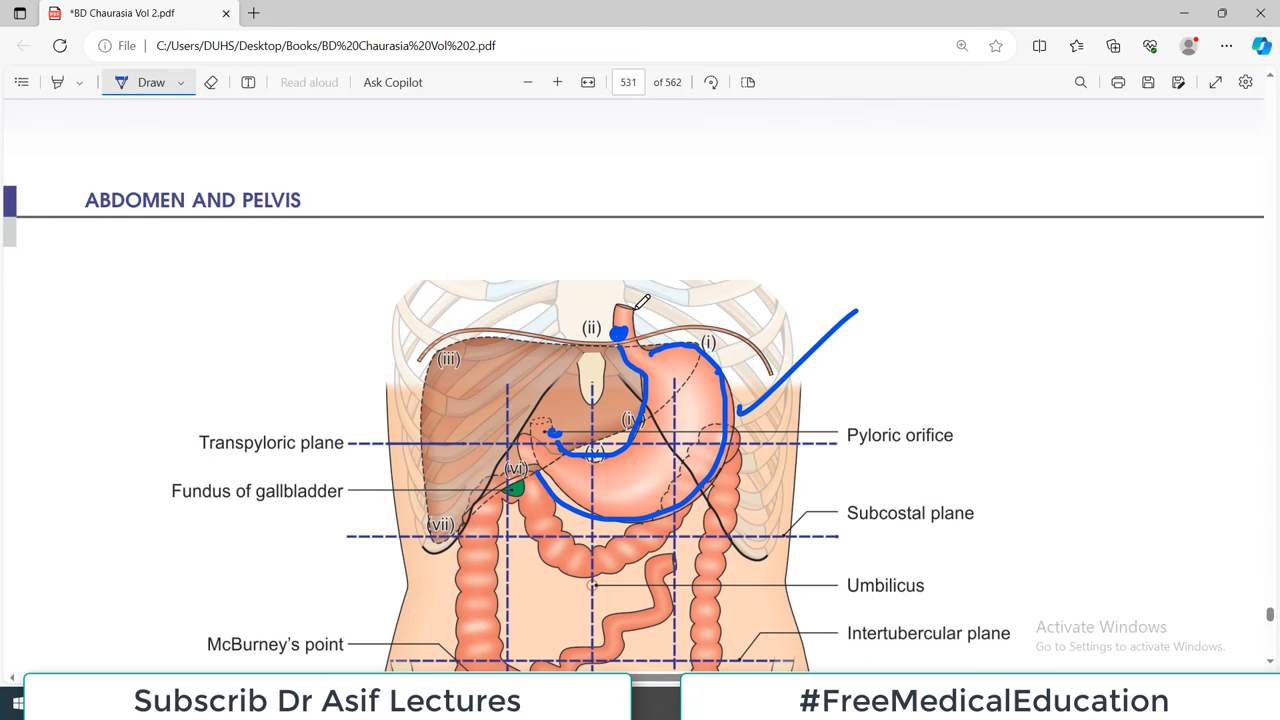 *BD Chaurasia Vol 2.pdf
File C:/Users/DUHS/Desktop/Books/BD%20Chaurasia%20Vol%202.pdf
Draw Read aloud Ask Copilot 531 of 562
ABDOMEN AND PELVIS
(ii)
(i)
(iii)
(iv)
Pyloric orifice
Transpyloric plane
(v)
(vi)
Fundus of gallbladder
Subcostal plane
(vii)
Umbilicus
Intertubercular plane
McBurney's point
Activate Windows
Go to Settings to activate Windows.
Subscrib Dr Asif Lectures
#FreeMedicalEducation